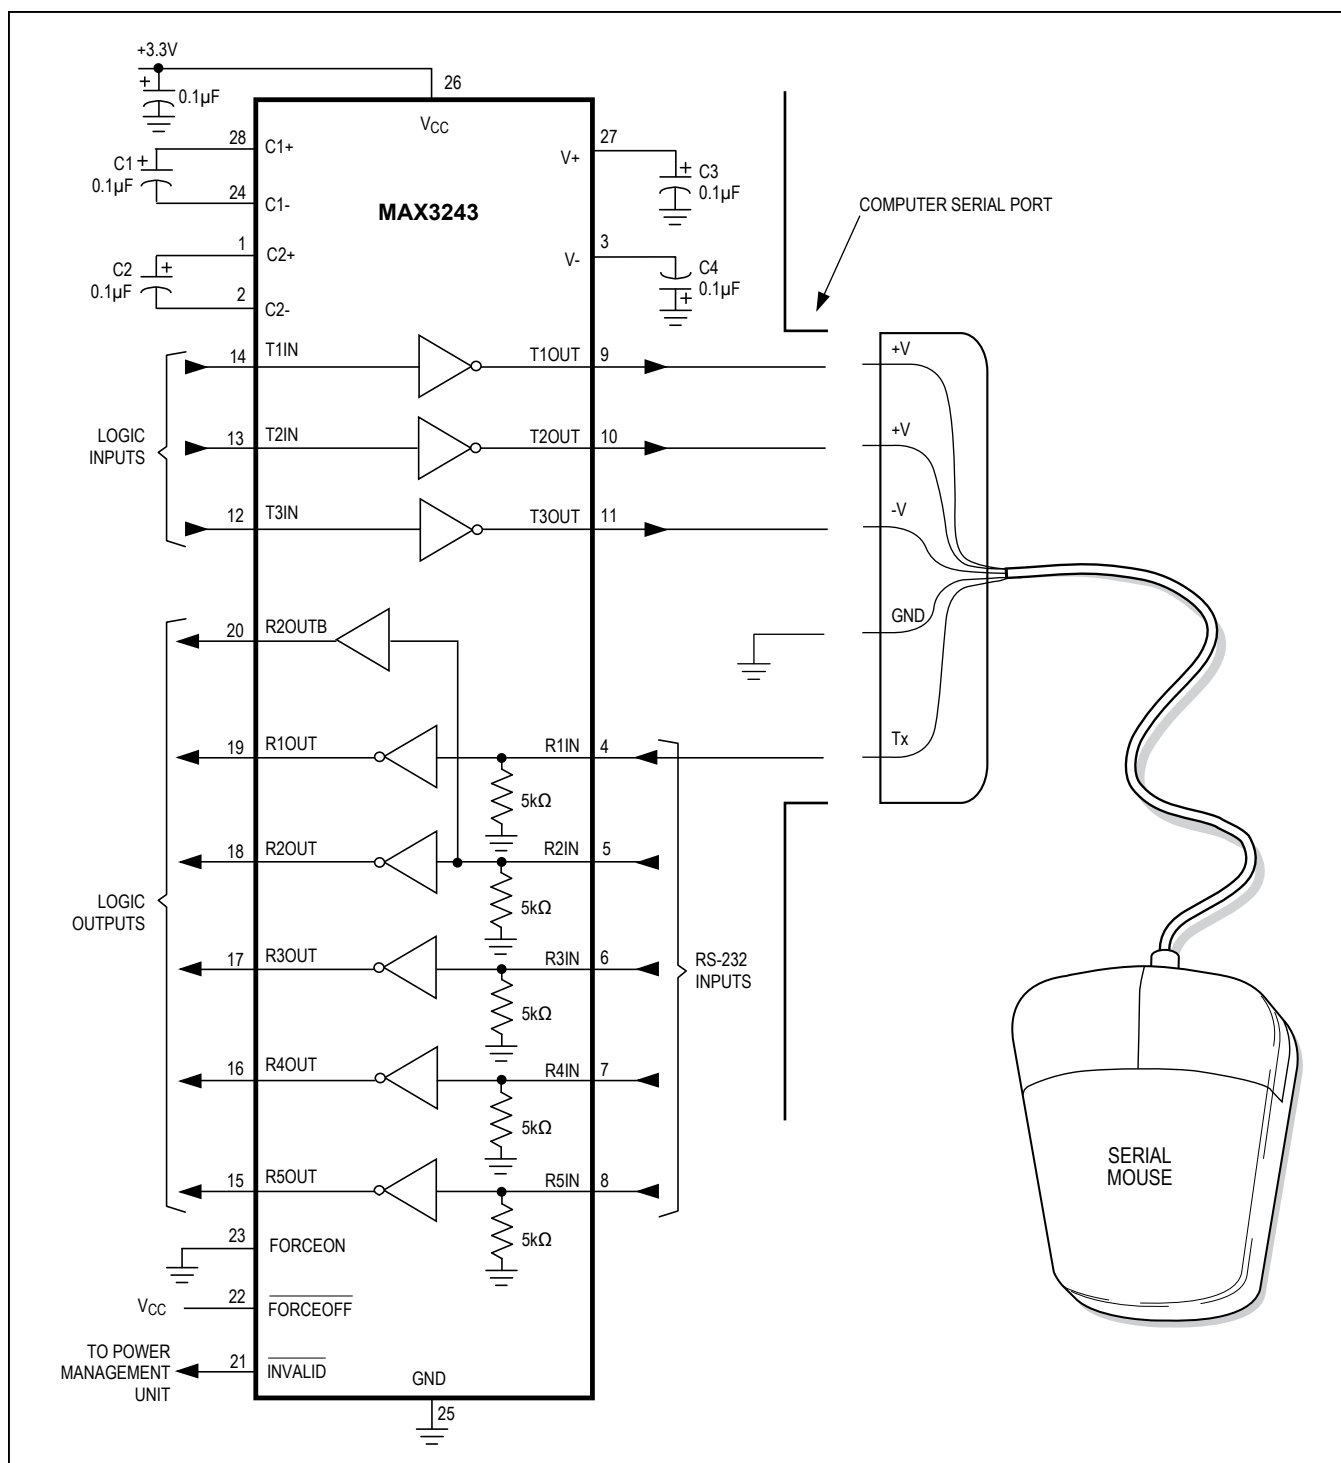 +3.3V
+
0.1µF
26
VCC
28
C1+
C1
+
0.1µF
24
C1-
MAX3243
27
V+
+
C3
0.1µF
COMPUTER SERIAL PORT
1
C2+
C2
+
0.1µF
2
C2-
3
V-
C4
0.1µF
+
LOGIC
INPUTS
14
T1IN
T1OUT
9
+V
13
T2IN
T2OUT
10
+V
12
T3IN
T3OUT
11
-V
20
R2OUTB
GND
19
R1OUT
R1IN
4
Tx
5kΩ
18
R2OUT
R2IN
5
5kΩ
LOGIC
OUTPUTS
17
R3OUT
R3IN
6
RS-232
INPUTS
5kΩ
16
R4OUT
R4IN
7
5kΩ
15
R5OUT
R5IN
8
5kΩ
SERIAL
MOUSE
23
FORCEON
VCC
22
FORCEOFF
TO POWER
MANAGEMENT
UNIT
21
INVALID
GND
25